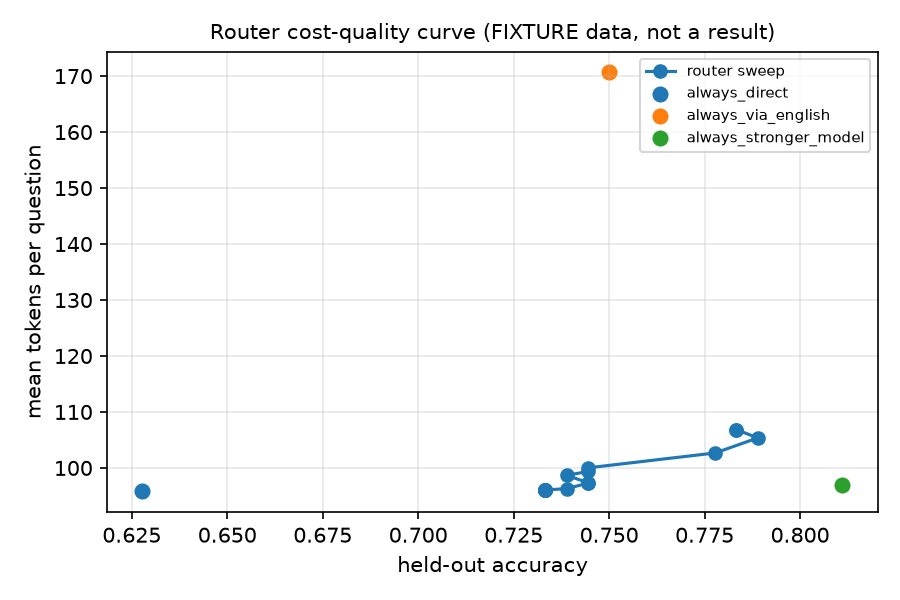 Router cost-quality curve (FIXTURE data, not a result)
router sweep
always_direct
always_via_english
always_stronger_model
mean tokens per question
170
160
150
140
130
120
110
100
0.625 0.650 0.675 0.700 0.725 0.750 0.775 0.800
held-out accuracy